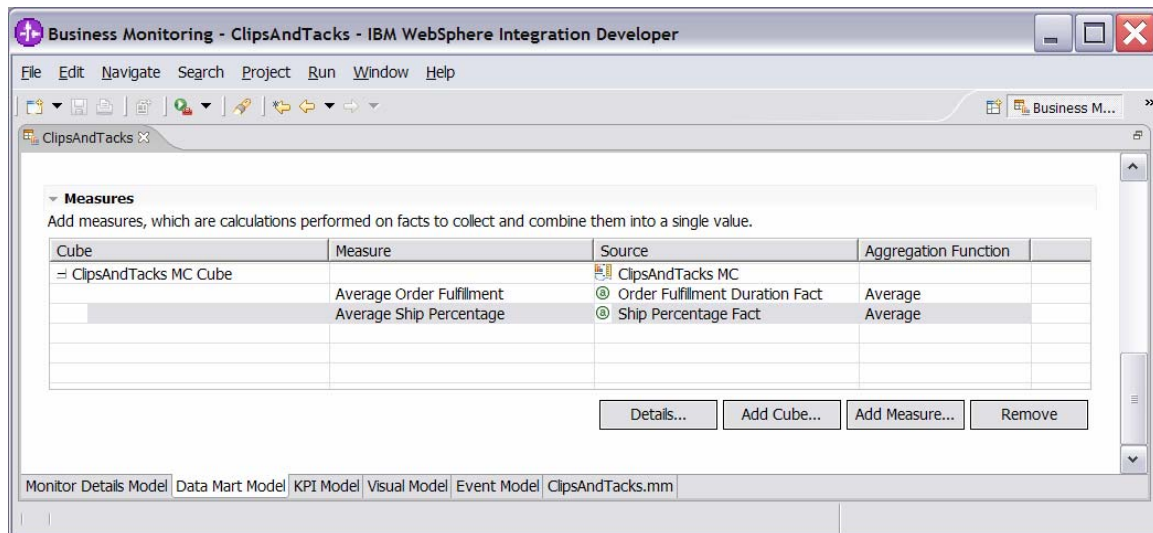 Business Monitoring - ClipsAndTacks - IBM WebSphere Integration Developer
File Edit Navigate Search Project Run Window Help
Business M...
ClipsAndTacks
Measures
Add measures, which are calculations performed on facts to collect and combine them into a single value.
Cube Measure Source Aggregation Function
ClipsAndTacks MC Cube ClipsAndTacks MC
Average Order Fulfillment Order Fulfillment Duration Fact Average
Average Ship Percentage Ship Percentage Fact Average
Details... Add Cube... Add Measure... Remove
Monitor Details Model Data Mart Model KPI Model Visual Model Event Model ClipsAndTacks.mm